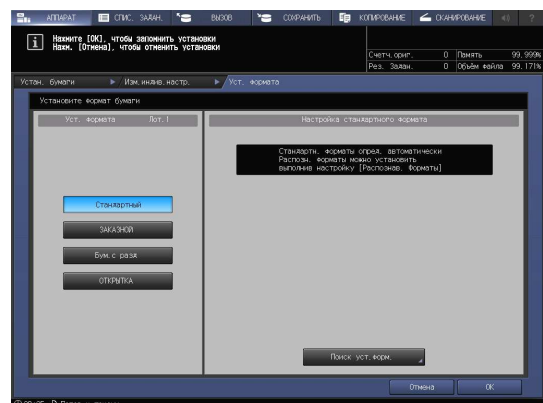 АППАРАТ
СПИС. ЗАДАН.
ВЫЗОВ
СОХРАНИТЬ
КОПИРОВАНИЕ
СКАНИРОВАНИЕ
Нажмите [OK], чтобы запомнить установки
Нажм. [Отмена], чтобы отменить установки
Счетч.ориг. 0 Память 99.999%
Рез. Задан. 0 Объём файла 99.171%
Устан. бумаги
Изм.индив.настр.
Уст. формата
Установите формат бумаги
Уст. формата Лот.1
Настройка стандартного формата
Стандартн. форматы опред. автоматически
Распозн. форматы можно установить
выполнив настройку [Распознав. Форматы]
Стандартный
ЗАКАЗНОЙ
Бум.с разд
ОТКРЫТКА
Поиск уст.форм.
Отмена
OK